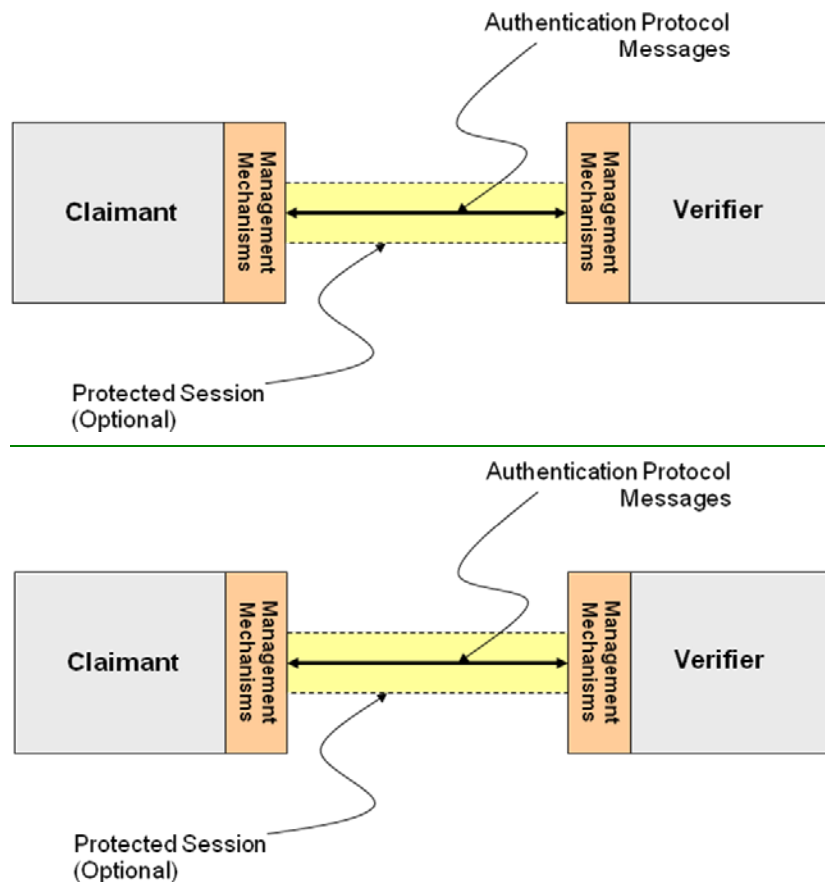 Authentication Protocol
Messages
Claimant
Management
Mechanisms
Management
Mechanisms
Verifier
Protected Session
(Optional)
Authentication Protocol
Messages
Claimant
Management
Mechanisms
Management
Mechanisms
Verifier
Protected Session
(Optional)